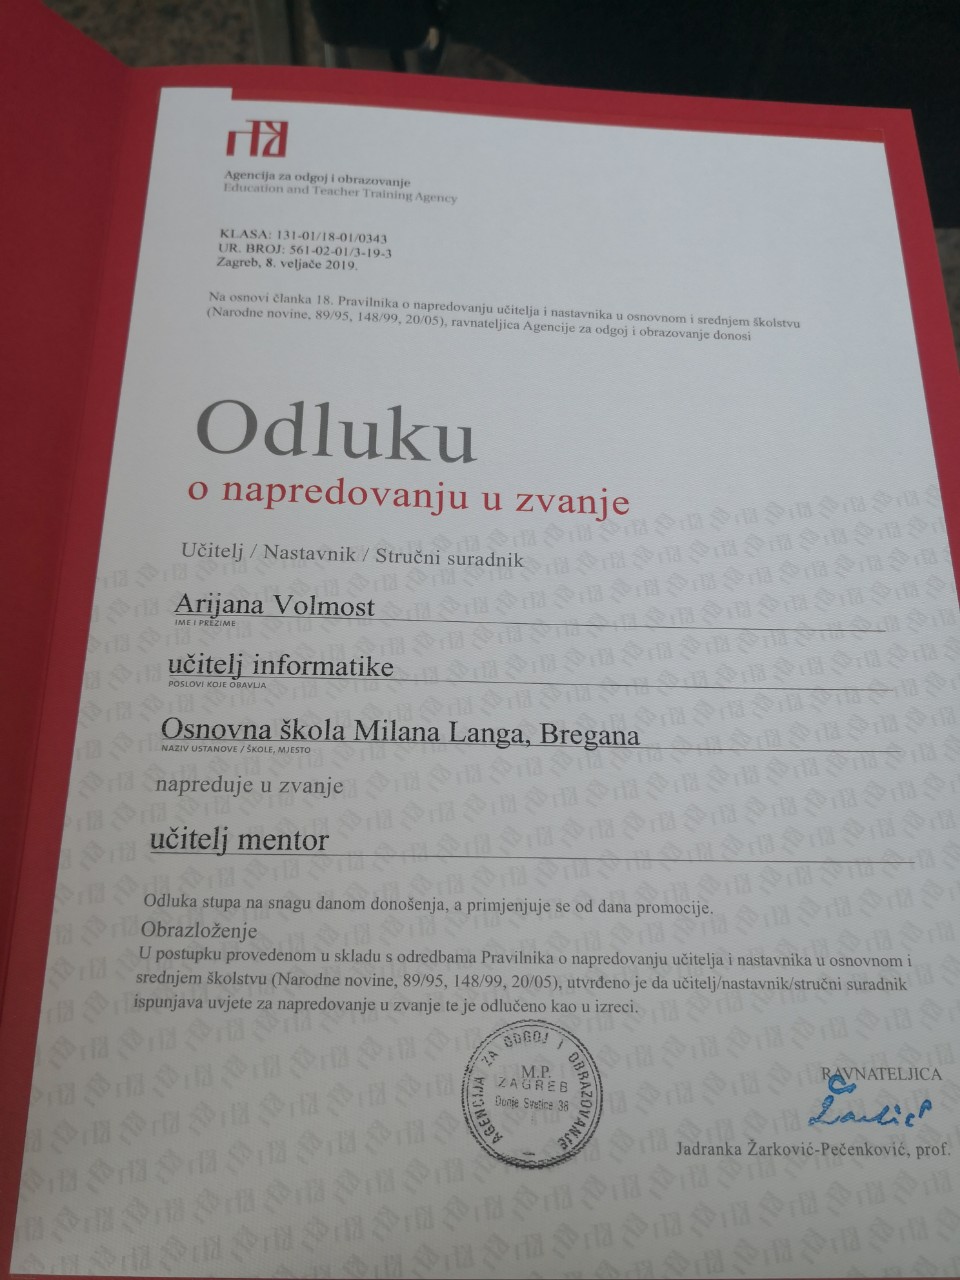 Agencija za odgoj i obrazovanje
Education and Teacher Training Agency
KLASA: 131-01/18-01/0343
UR. BROJ: 561-02-01/3-19-3
Zagreb, 8. veljače 2019.
Na osnovi članka 18. Pravilnika o napredovanju učitelja i nastavnika u osnovnom i srednjem školstvu
(Narodne novine, 89/95, 148/99, 20/05), ravnateljica Agencije za odgoj i obrazovanje donosi
Odluku
o napredovanju u zvanje
Učitelj / Nastavnik / Stručni suradnik
Arijana Volmost
IME I PREZIME
učitelj informatike
POSLOVI KOJE OBAVLJA
Osnovna škola Milana Langa, Bregana
NAZIV USTANOVE / ŠKOLE, MJESTO
napreduje u zvanje
učitelj mentor
Odluka stupa na snagu danom donošenja, a primjenjuje se od dana promocije.
Obrazloženje
U postupku provedenom u skladu s odredbama Pravilnika o napredovanju učitelja i nastavnika u osnovnom i
srednjem školstvu (Narodne novine, 89/95, 148/99, 20/05), utvrđeno je da učitelj/nastavnik/stručni suradnik
ispunjava uvjete za napredovanje u zvanje te je odlučeno kao u izreci.
AGENCIJA ZA ODGOJ I OBRAZOVANJE
M.P.
ZAGREB
Donje Svetice 38
RAVNATELJICA
Jadranka Žarković-Pečenković, prof.